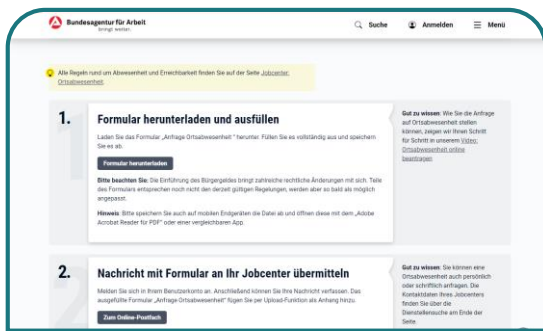 Bundesagentur für Arbeit
bringt weiter.
Suche
Anmelden
Menü
Alle Regeln rund um Abwesenheit und Erreichbarkeit finden Sie auf der Seite Jobcenter:
Ortsabwesenheit.
1.
Formular herunterladen und ausfüllen
Laden Sie das Formular „Anfrage Ortsabwesenheit“ herunter. Füllen Sie es vollständig aus und speichern
Sie es ab.
Formular herunterladen
Bitte beachten Sie: Die Einführung des Bürgergeldes bringt zahlreiche rechtliche Änderungen mit sich. Teile
des Formulars entsprechen noch nicht den derzeit gültigen Regelungen, werden aber so bald als möglich
angepasst.
Hinweis: Bitte speichern Sie auch auf mobilen Endgeräten die Datei ab und öffnen diese mit dem „Adobe
Acrobat Reader für PDF“ oder einer vergleichbaren App.
Gut zu wissen: Wie Sie die Anfrage
auf Ortsabwesenheit stellen
können, zeigen wir Ihnen Schritt
für Schritt in unserem Video:
Ortsabwesenheit online
beantragen.
2.
Nachricht mit Formular an Ihr Jobcenter übermitteln
Melden Sie sich in Ihrem Benutzerkonto an. Anschließend können Sie Ihre Nachricht verfassen. Das
ausgefüllte Formular „Anfrage Ortsabwesenheit“ fügen Sie per Upload-Funktion als Anhang hinzu.
Zum Online-Postfach
Gut zu wissen: Sie können eine
Ortsabwesenheit auch persönlich
oder schriftlich anfragen. Die
Kontaktdaten Ihres Jobcenters
finden Sie über die
Dienststellensuche am Ende der
Seite.